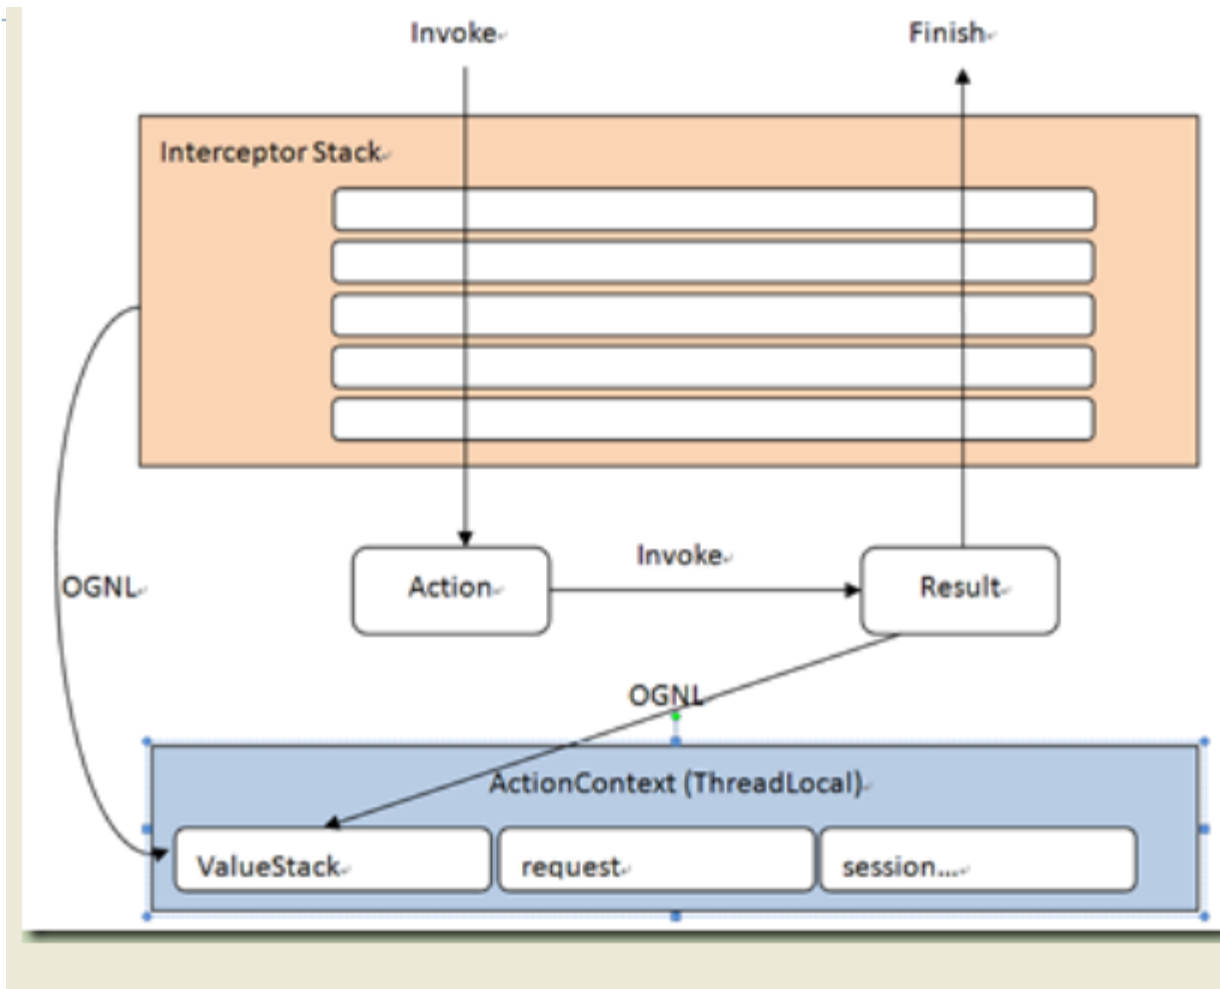 Invoke
Finish
Interceptor Stack
Invoke
OGNL
Action
Result
OGNL
ActionContext (ThreadLocal)
ValueStack
request
session...